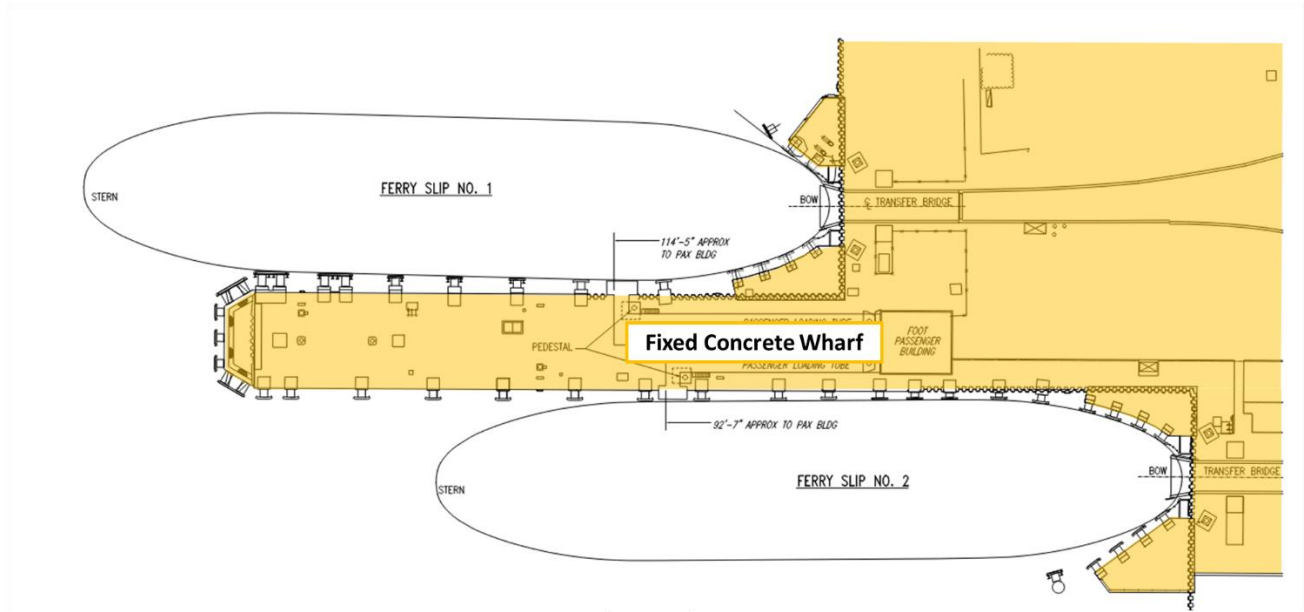 FERRY SLIP NO. 1
STERN
BOW
℄ TRANSFER BRIDGE
114'-5" APPROX
TO PAX BLDG
PEDESTAL
PASSENGER LOADING TUBE
Fixed Concrete Wharf
PASSENGER LOADING TUBE
FOOT
PASSENGER
BUILDING
92'-7" APPROX TO PAX BLDG
STERN
FERRY SLIP NO. 2
BOW
TRANSFER BRIDGE